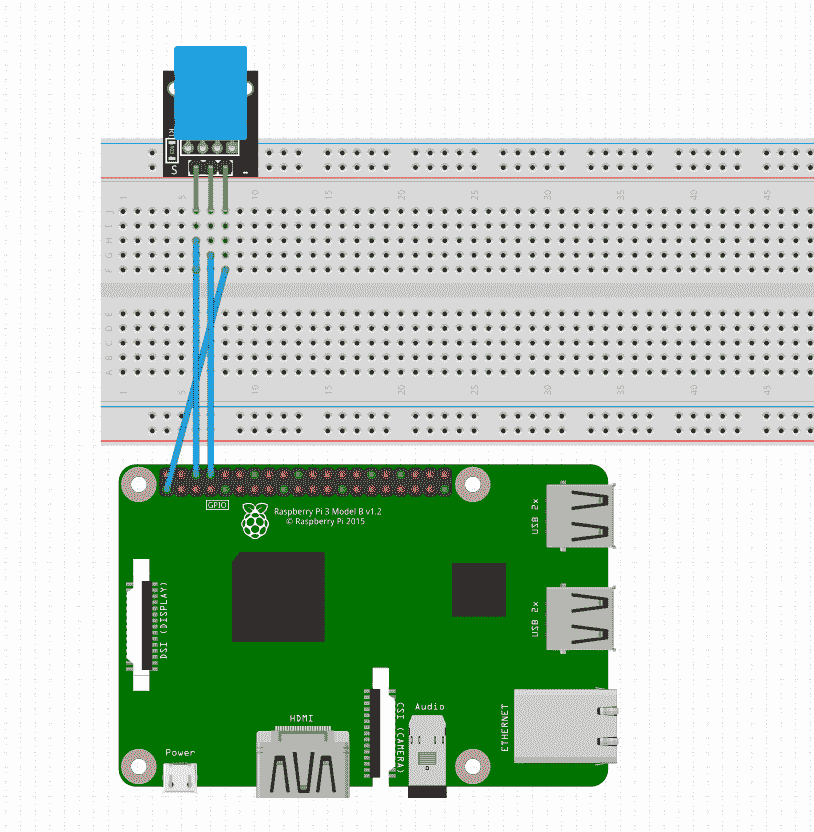 S
-
1 5 10 15 20 25 30 35 40 45
J
I
H
G
F
E
D
C
B
A
1 5 10 15 20 25 30 35 40 45
GPIO
Raspberry Pi 3 Model B v1.2
© Raspberry Pi 2015
USB 2x
DSI (DISPLAY)
USB 2x
HDMI
CSI (CAMERA)
Audio
ETHERNET
Power